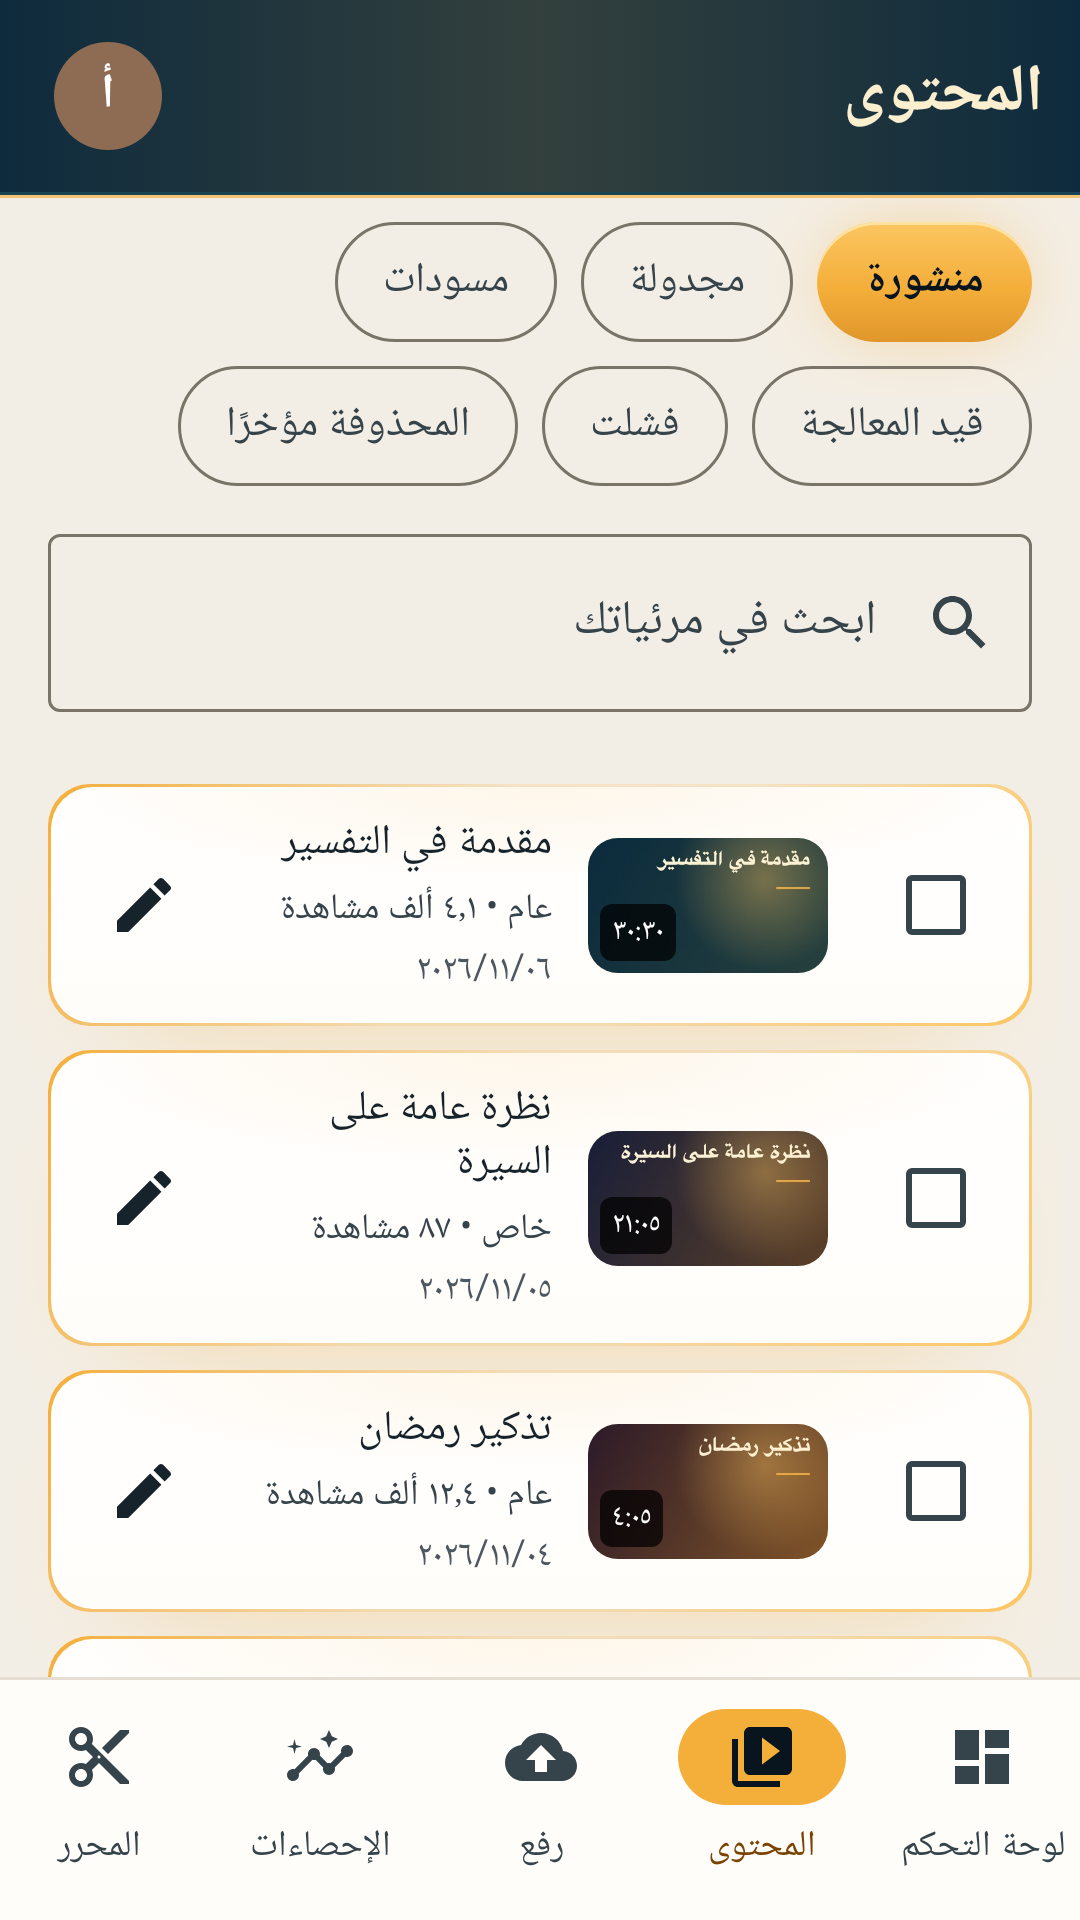 المحتوى
أ
منشورة
مجدولة
مسودات
قيد المعالجة
فشلت
المحذوفة مؤخرًا
ابحث في مرئياتك
مقدمة في التفسير
٣٠:٣٠
مقدمة في التفسير
عام • ٤,١ ألف مشاهدة
٢٠٢٦/١١/٠٦
نظرة عامة على السيرة
٢١:٠٥
نظرة عامة على
السيرة
خاص • ٨٧ مشاهدة
٢٠٢٦/١١/٠٥
تذكير رمضان
٤:٠٥
تذكير رمضان
عام • ١٢,٤ ألف مشاهدة
٢٠٢٦/١١/٠٤
لوحة التحكم
المحتوى
رفع
الإحصاءات
المحرر